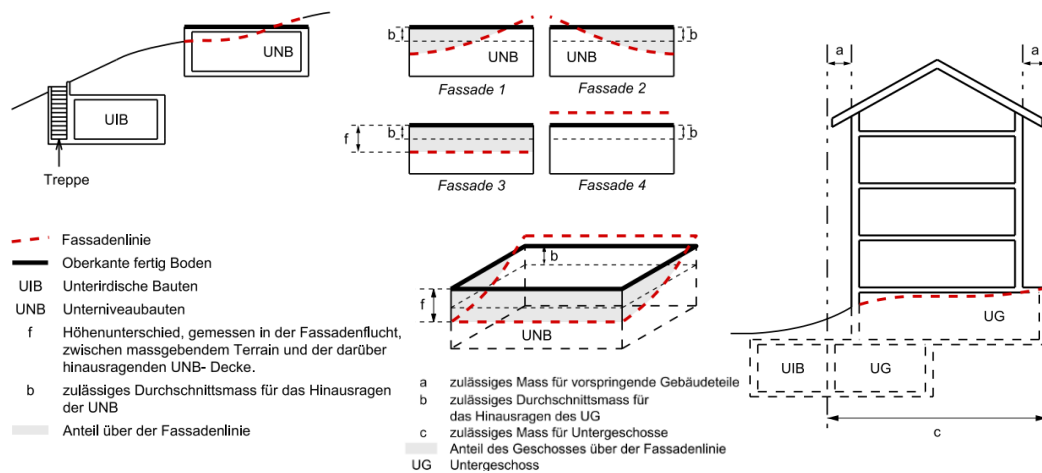 UNB
UIB
Treppe
b
UNB
Fassade 1
UNB
b
Fassade 2
f
b
Fassade 3
b
Fassade 4
Fassadenlinie
Oberkante fertig Boden
UIB Unterirdische Bauten
UNB Unterniveaubauten
f Höhenunterschied, gemessen in der Fassadenflucht,
zwischen massgebendem Terrain und der darüber
hinausragenden UNB- Decke.
b zulässiges Durchschnittsmass für das Hinausragen
der UNB
Anteil über der Fassadenlinie
b
f
UNB
a zulässiges Mass für vorspringende Gebäudeteile
b zulässiges Durchschnittsmass für
das Hinausragen des UG
c zulässiges Mass für Untergeschosse
Anteil des Geschosses über der Fassadenlinie
UG Untergeschoss
a
a
UG
UIB
UG
c